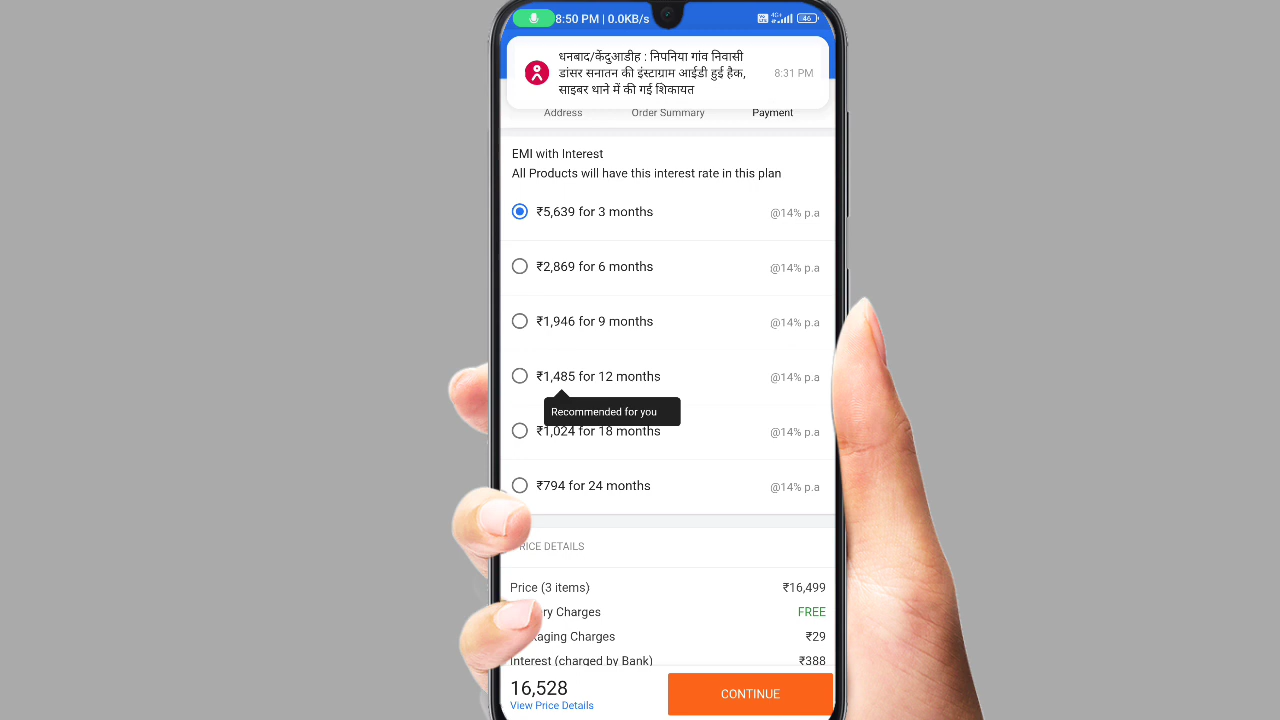 8:50 PM | 0.0KB/s
4G+
46
धनबाद/केंदुआडीह : निपनिया गांव निवासी
डांसर सनातन की इंस्टाग्राम आईडी हुई हैक,
साइबर थाने में की गई शिकायत
8:31 PM
Address Order Summary Payment
EMI with Interest
All Products will have this interest rate in this plan
₹5,639 for 3 months @14% p.a
₹2,869 for 6 months @14% p.a
₹1,946 for 9 months @14% p.a
₹1,485 for 12 months @14% p.a
Recommended for you
₹1,024 for 18 months @14% p.a
₹794 for 24 months @14% p.a
RICE DETAILS
Price (3 items) ₹16,499
ry Charges FREE
aging Charges ₹29
Interest (charged by Bank) ₹388
16,528
View Price Details
CONTINUE